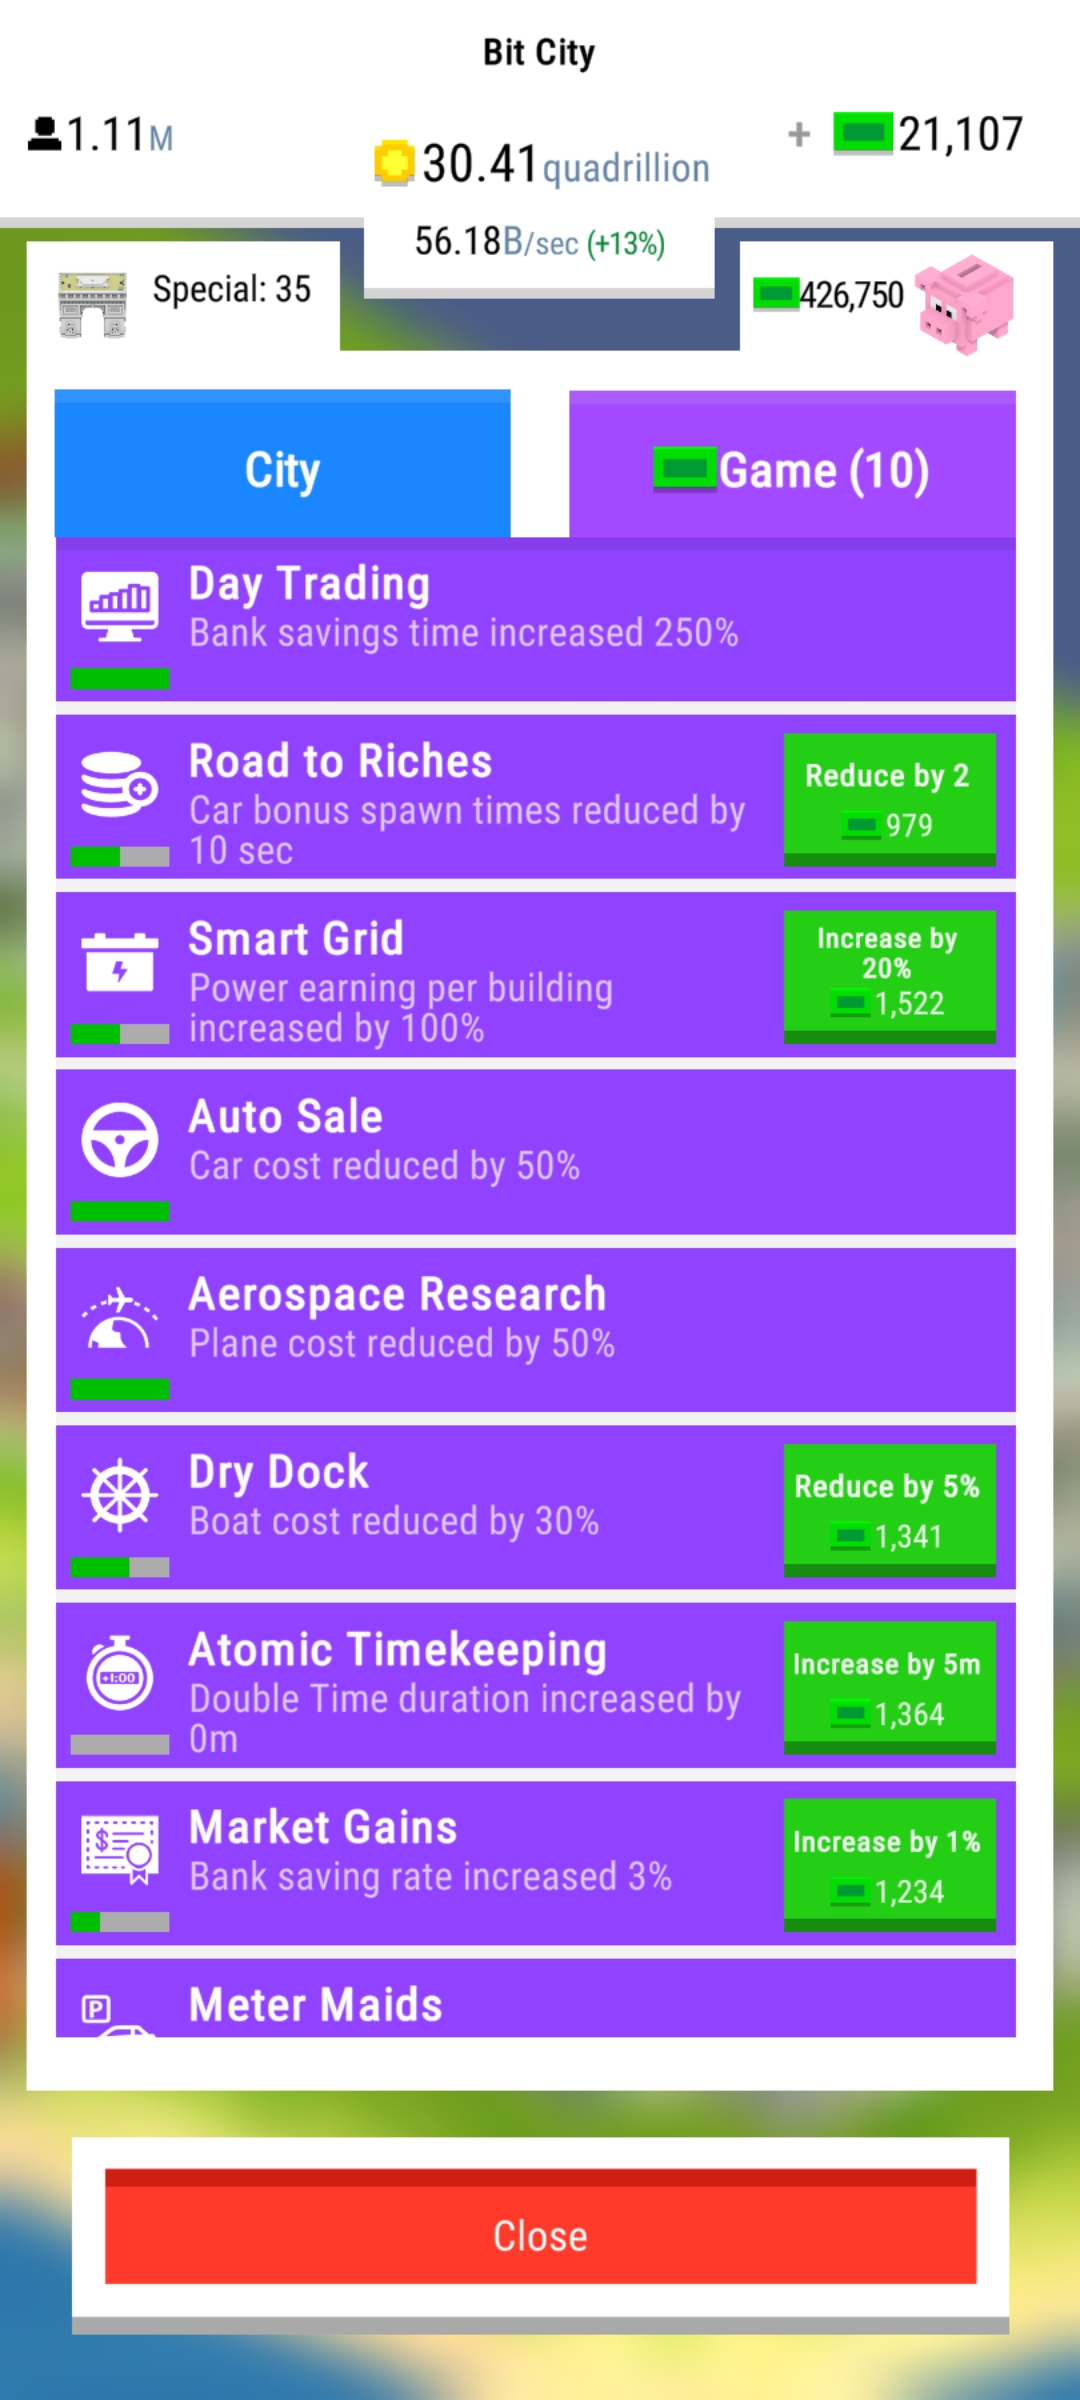 Bit City
1.11M
+ 21,107
30.41quadrillion
56.18B/sec (+13%)
Special: 35
426,750
City
Game (10)
Day Trading
Bank savings time increased 250%
Road to Riches
Car bonus spawn times reduced by
10 sec
Reduce by 2
979
Smart Grid
Power earning per building
increased by 100%
Increase by
20%
1,522
Auto Sale
Car cost reduced by 50%
Aerospace Research
Plane cost reduced by 50%
Dry Dock
Boat cost reduced by 30%
Reduce by 5%
1,341
+1:00
Atomic Timekeeping
Double Time duration increased by
0m
Increase by 5m
1,364
$
Market Gains
Bank saving rate increased 3%
Increase by 1%
1,234
P
Meter Maids
Close